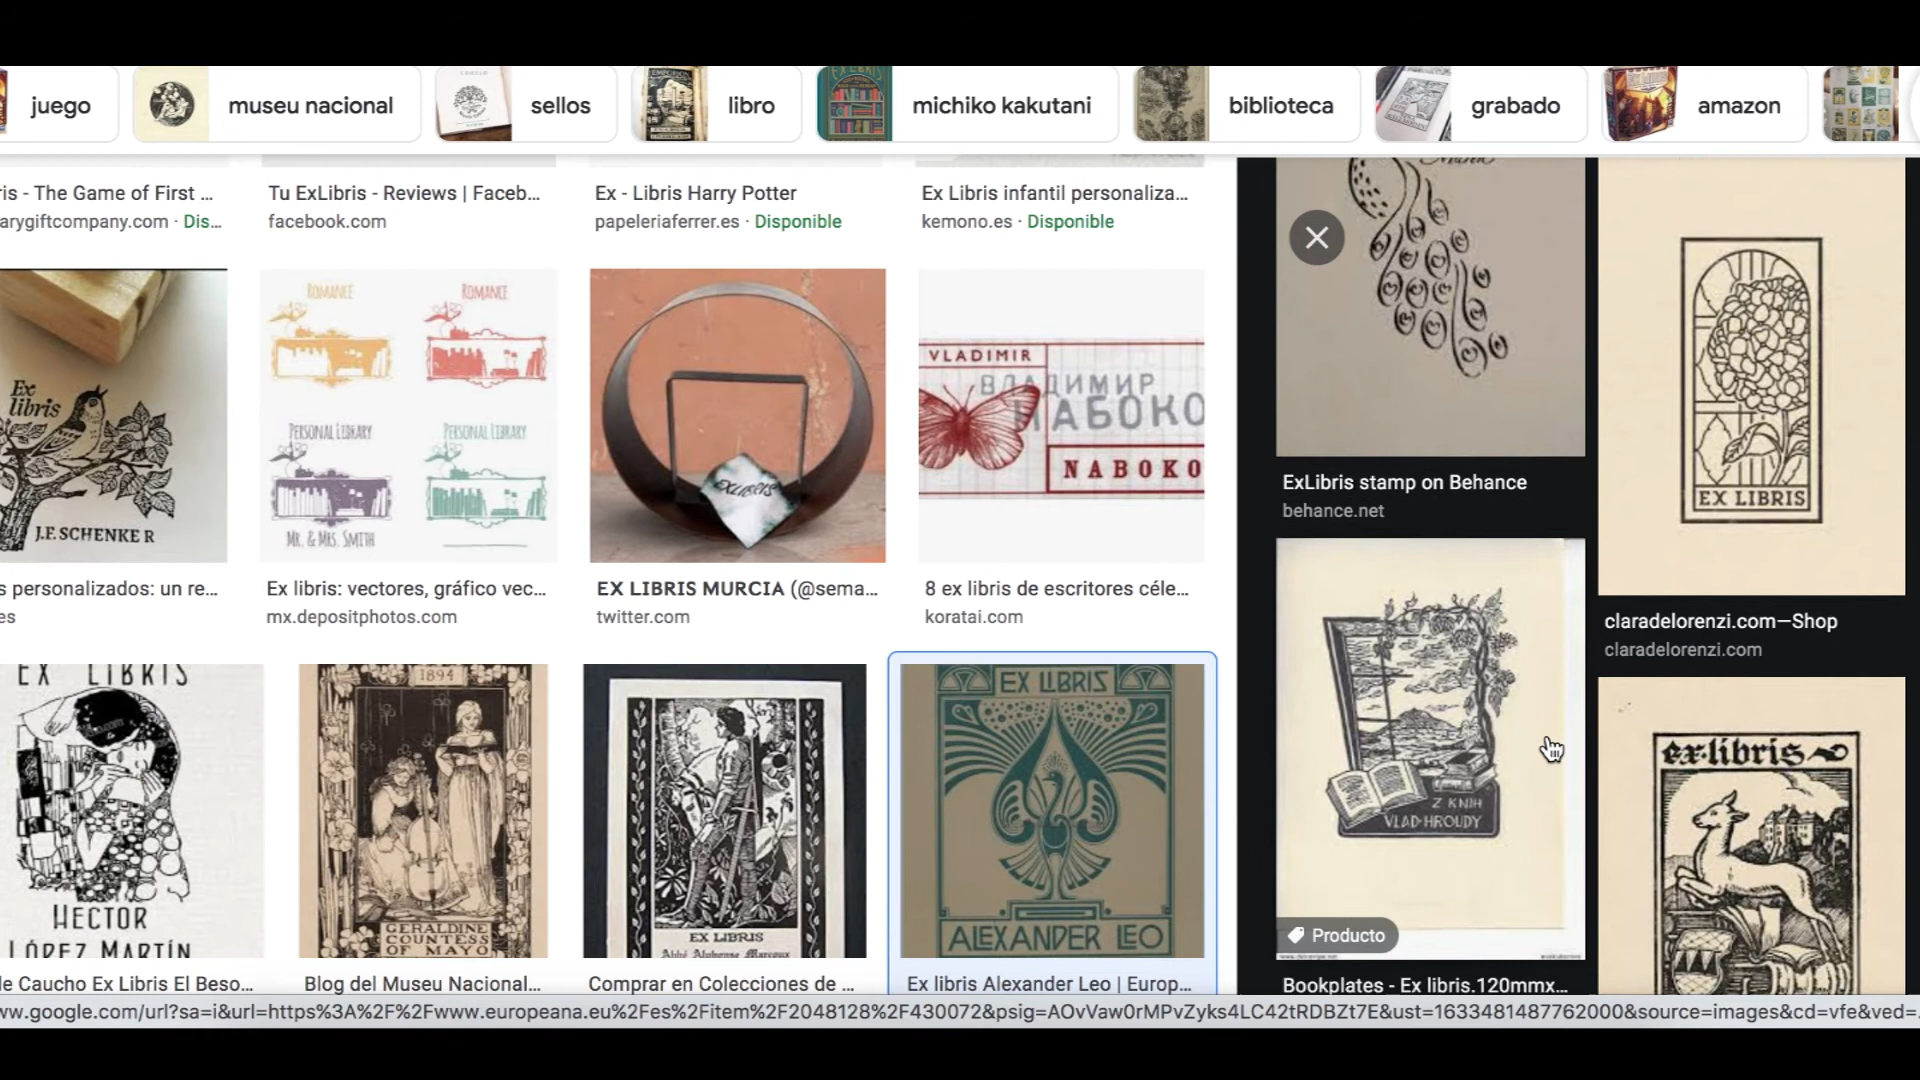 juego
museu nacional
sellos
libro
michiko kakutani
biblioteca
grabado
amazon
ris - The Game of First ...
arygiftcompany.com · Dis...
Tu ExLibris - Reviews | Faceb...
facebook.com
Ex - Libris Harry Potter
papeleriaferrer.es · Disponible
Ex Libris infantil personaliza...
kemono.es · Disponible
Ex
libris
J.F. SCHENKER
ROMANCE
ROMANCE
PERSONAL LIBRARY
PERSONAL LIBRARY
MR. & MRS. SMITH
EXLIBRIS
VLADIMIR
ВЛАДИМИР
НАБОКО
NABOKO
s personalizados: un re...
es
Ex libris: vectores, gráfico vec...
mx.depositphotos.com
EX LIBRIS MURCIA (@sema...
twitter.com
8 ex libris de escritores céle...
koratai.com
EX LIBRIS
HECTOR
LÓPEZ MARTÍN
1894
GERALDINE
COUNTESS
OF MAYO
EX LIBRIS
EX LIBRIS
ALEXANDER LEO
le Caucho Ex Libris El Beso...
Blog del Museu Nacional...
Comprar en Colecciones de ...
Ex libris Alexander Leo | Europ...
ExLibris stamp on Behance
behance.net
EX LIBRIS
claradelorenzi.com—Shop
claradelorenzi.com
Z KNIH
VLAD·HROUDY
Producto
Bookplates - Ex libris.120mmx...
ex·libris
ww.google.com/url?sa=i&url=https%3A%2F%2Fwww.europeana.eu%2Fes%2Fitem%2F2048128%2F430072&psig=AOvVaw0rMPvZyks4LC42tRDBZt7E&ust=1633481487762000&source=images&cd=vfe&ved=